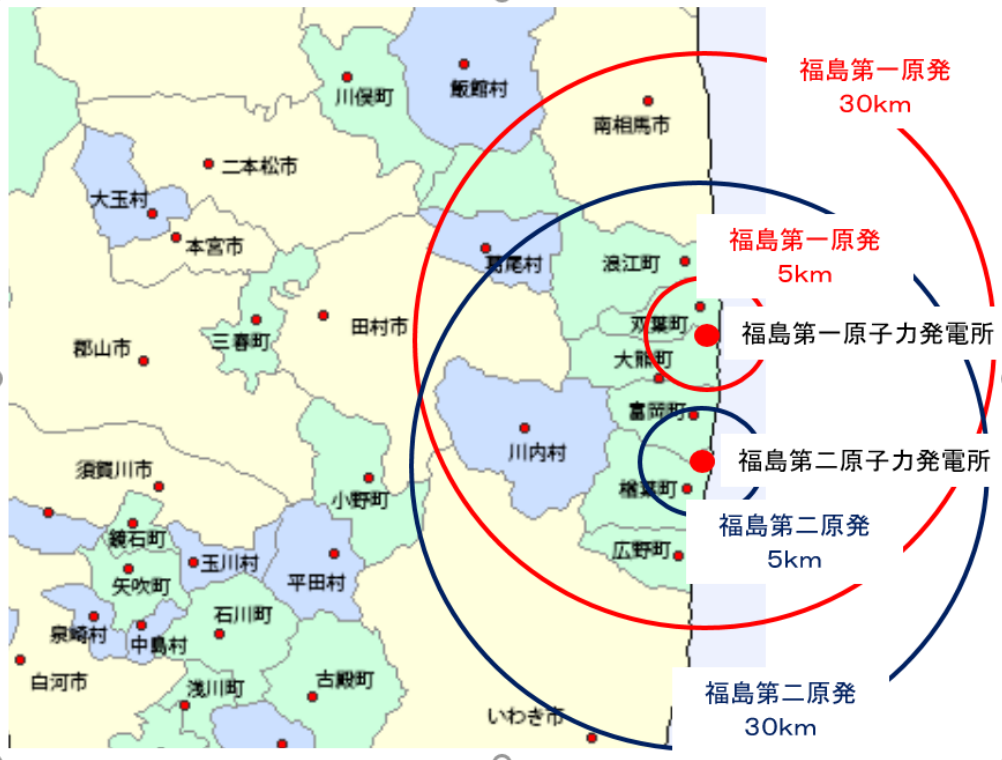 福島第一原発
30km
川俣町
飯館村
南相馬市
二本松市
大玉村
本宮市
福島第一原発
5km
葛尾村
浪江町
双葉町
福島第一原子力発電所
田村市
三春町
郡山市
大熊町
富岡町
川内村
福島第二原子力発電所
須賀川市
小野町
楢葉町
福島第二原発
5km
鏡石町
広野町
玉川村
平田村
矢吹町
石川町
泉崎村
中島村
白河市
浅川町
古殿町
福島第二原発
30km
いわき市